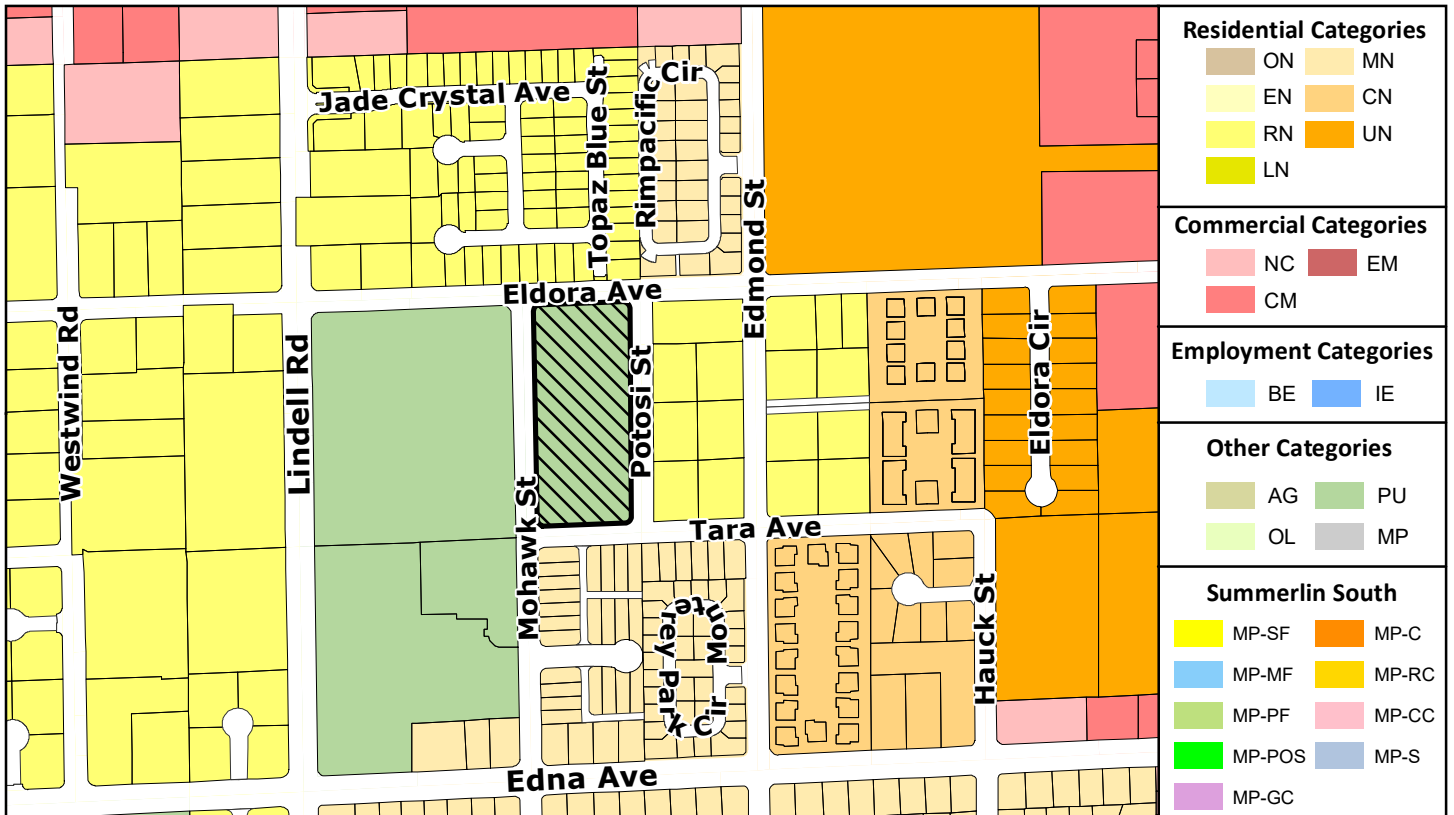 Cir
Jade Crystal Ave
Topaz Blue St
Rimpacific
Edmond St
Eldora Ave
Westwind Rd
Lindell Rd
Potosi St
Eldora Cir
Mohawk St
Tara Ave
Monterey Park Cir
Hauck St
Edna Ave
Residential Categories
ON MN
EN CN
RN UN
LN
Commercial Categories
NC EM
CM
Employment Categories
BE IE
Other Categories
AG PU
OL MP
Summerlin South
MP-SF MP-C
MP-MF MP-RC
MP-PF MP-CC
MP-POS MP-S
MP-GC